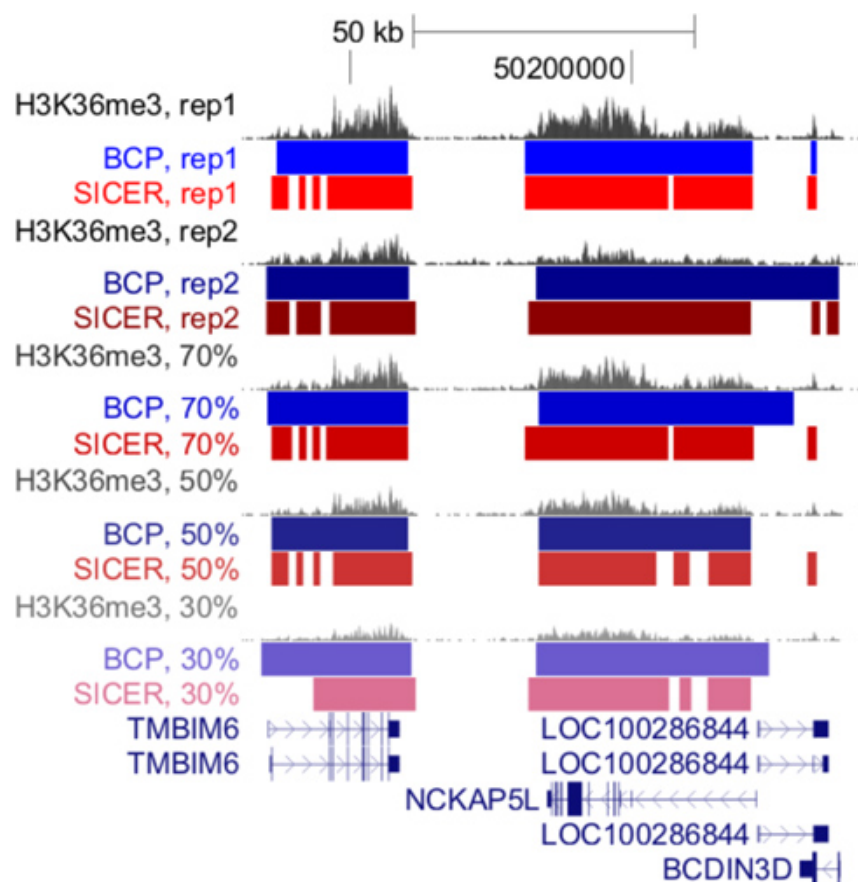 50 kb
50200000
H3K36me3, rep1
BCP, rep1
SICER, rep1
H3K36me3, rep2
BCP, rep2
SICER, rep2
H3K36me3, 70%
BCP, 70%
SICER, 70%
H3K36me3, 50%
BCP, 50%
SICER, 50%
H3K36me3, 30%
BCP, 30%
SICER, 30%
TMBIM6 LOC100286844
TMBIM6 LOC100286844
NCKAP5L
LOC100286844
BCDIN3D